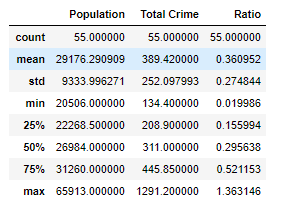 Population Total Crime Ratio
count 55.000000 55.000000 55.000000
mean 29176.290909 389.420000 0.360952
std 9333.996271 252.097993 0.274844
min 20506.000000 134.400000 0.019986
25% 22268.500000 208.900000 0.155994
50% 26984.000000 311.000000 0.295638
75% 31260.000000 445.850000 0.521153
max 65913.000000 1291.200000 1.363146